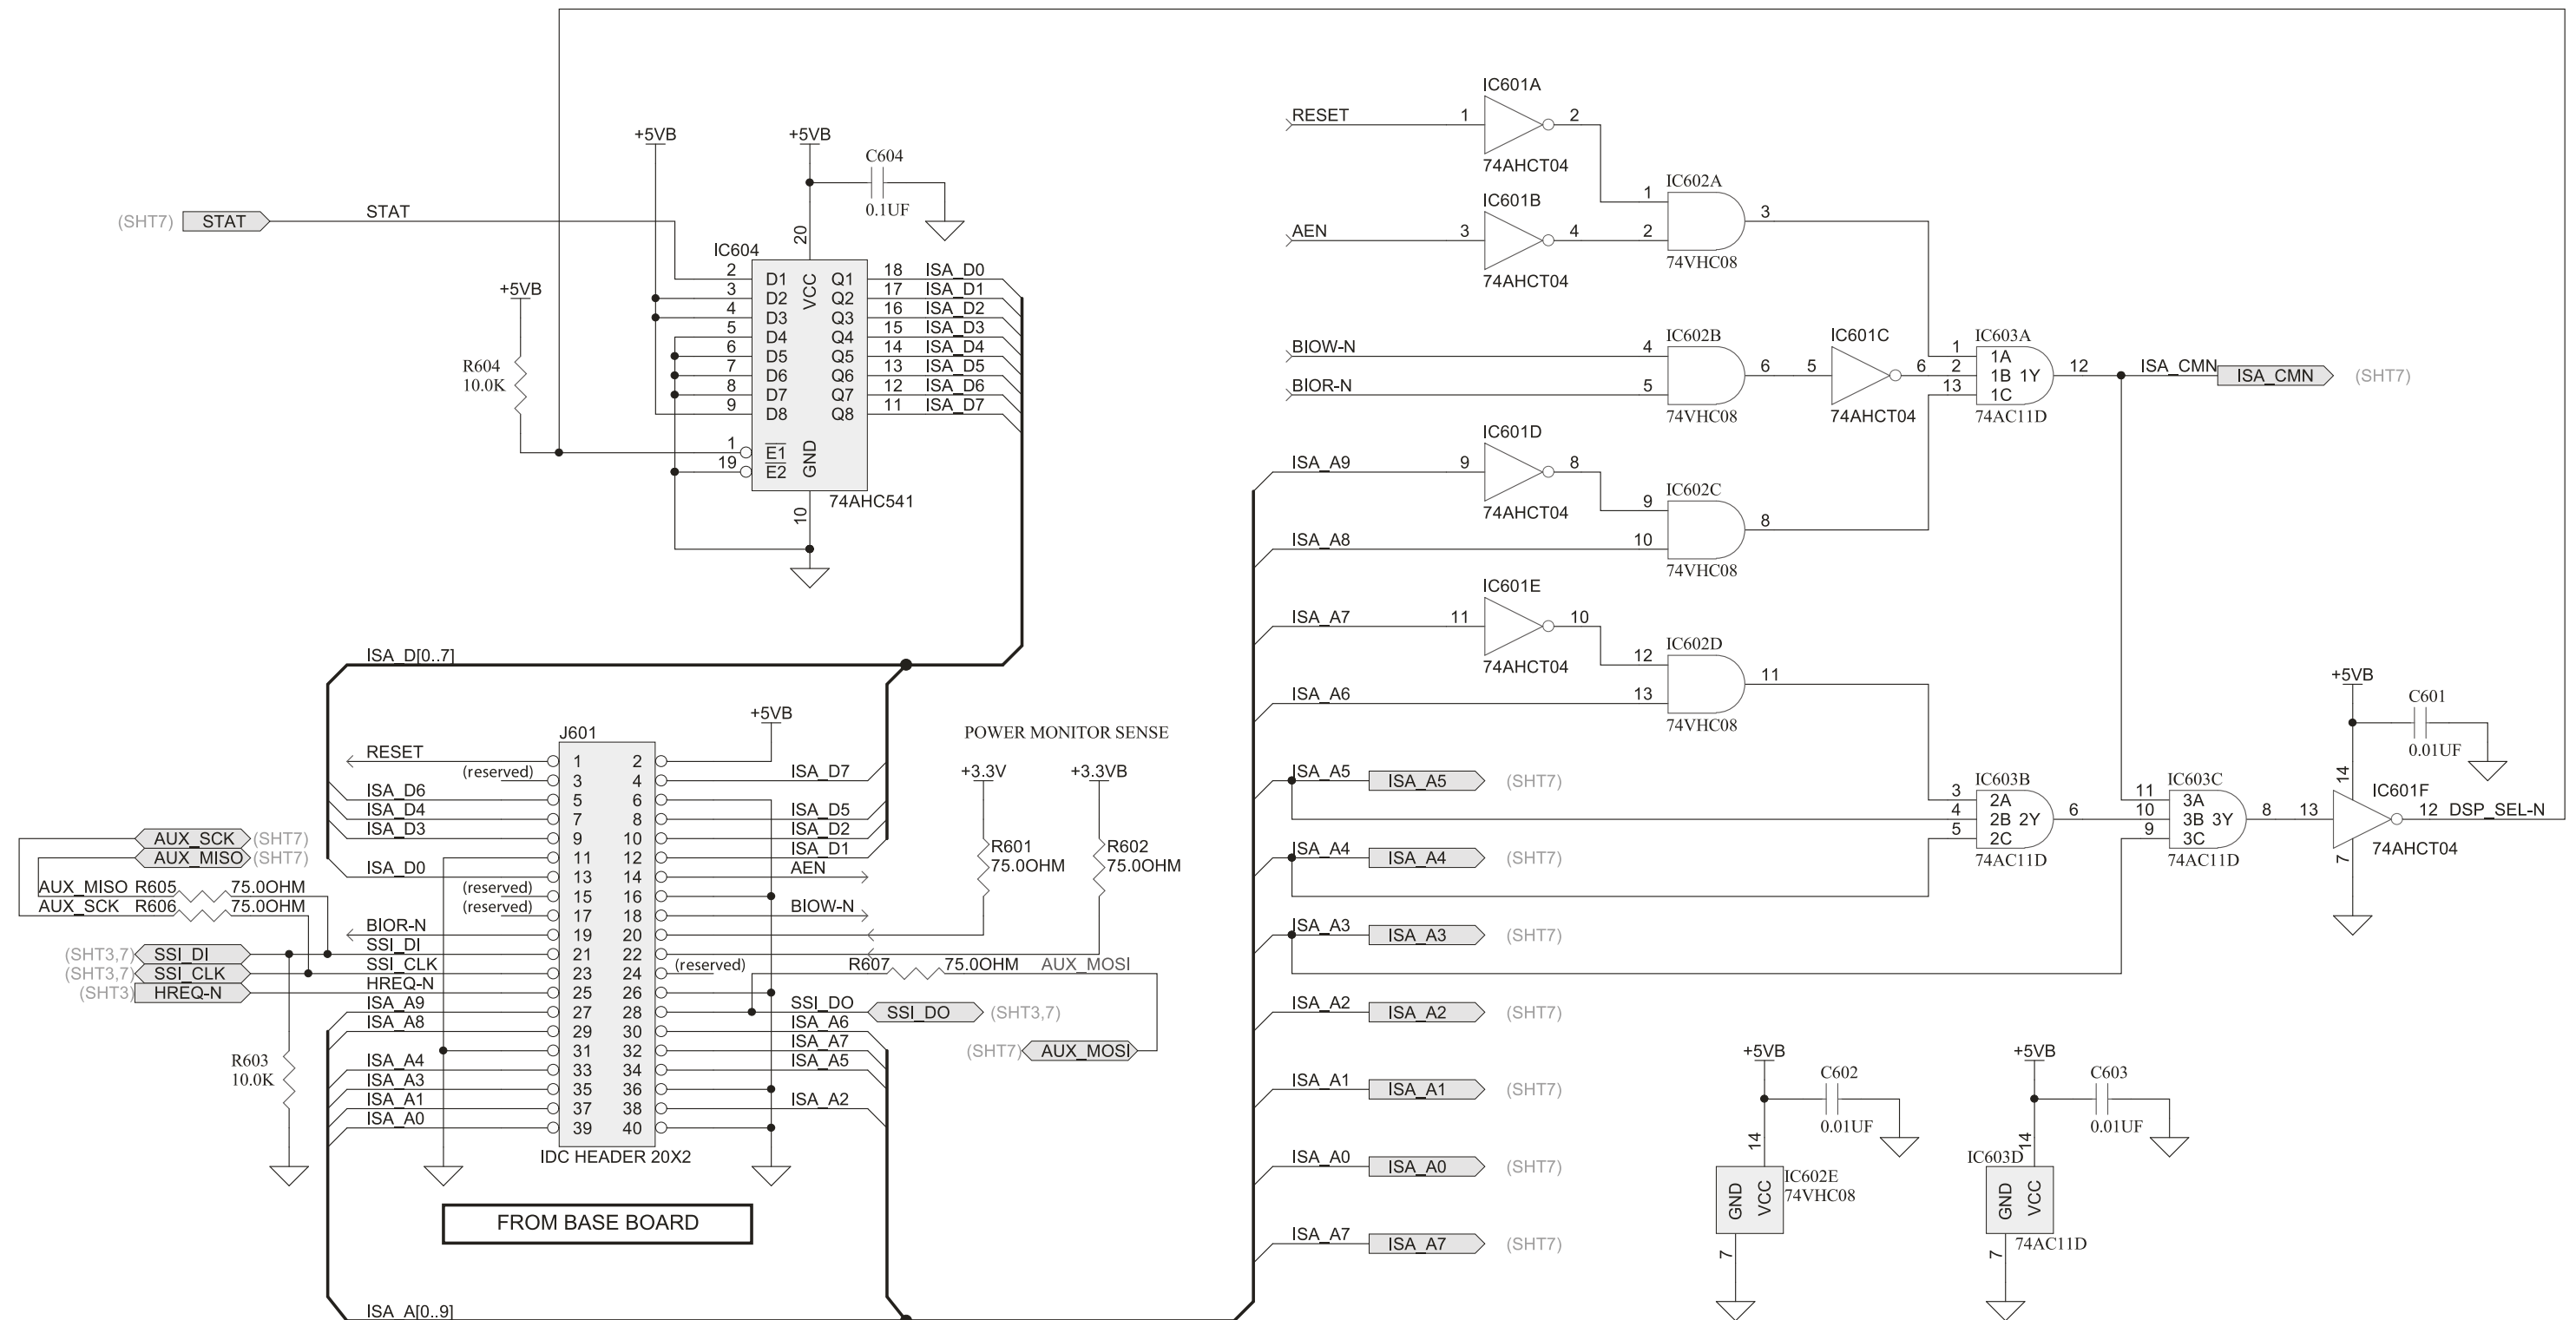 IC601A
RESET 1 2
74AHCT04
IC602A
1
2 3
74VHC08
IC601B
AEN 3 4
74AHCT04
+5VB +5VB
C604
0.1UF
(SHT7) STAT STAT
20
IC604
2 D1 Q1 18 ISA_D0
3 D2 Q2 17 ISA_D1
4 D3 Q3 16 ISA_D2
5 D4 Q4 15 ISA_D3
6 D5 Q5 14 ISA_D4
7 D6 Q6 13 ISA_D5
8 D7 Q7 12 ISA_D6
9 D8 Q8 11 ISA_D7
VCC
1 E1
19 E2
GND
10
74AHC541
+5VB
R604
10.0K
IC602B
BIOW-N 4
BIOR-N 5
6
74VHC08
IC601C
5 6
74AHCT04
IC603A
1 1A
2 1B 1Y 12
13 1C
74AC11D
ISA_CMN ISA_CMN (SHT7)
IC601D
ISA_A9 9 8
74AHCT04
IC602C
9
ISA_A8 10
8
74VHC08
IC601E
ISA_A7 11 10
74AHCT04
IC602D
12
ISA_A6 13
11
74VHC08
ISA_D[0..7]
J601
+5VB
RESET 1 2
(reserved) 3 4 ISA_D7
ISA_D6 5 6
ISA_D4 7 8 ISA_D5
ISA_D3 9 10 ISA_D2
11 12 ISA_D1
ISA_D0 13 14 AEN
(reserved) 15 16
(reserved) 17 18 BIOW-N
BIOR-N 19 20
SSI_DI 21 22
SSI_CLK 23 24 (reserved)
HREQ-N 25 26
ISA_A9 27 28 SSI_DO
ISA_A8 29 30 ISA_A6
31 32 ISA_A7
ISA_A4 33 34 ISA_A5
ISA_A3 35 36
ISA_A1 37 38 ISA_A2
ISA_A0 39 40
IDC HEADER 20X2
FROM BASE BOARD
AUX_SCK (SHT7)
AUX_MISO (SHT7)
AUX_MISO R605 75.0OHM
AUX_SCK R606 75.0OHM
(SHT3,7) SSI_DI
(SHT3,7) SSI_CLK
(SHT3) HREQ-N
R603
10.0K
POWER MONITOR SENSE
+3.3V +3.3VB
R601
75.0OHM
R602
75.0OHM
R607 75.0OHM AUX_MOSI
SSI_DO (SHT3,7)
(SHT7) AUX_MOSI
ISA_A[0..9]
ISA_A5 ISA_A5 (SHT7)
ISA_A4 ISA_A4 (SHT7)
ISA_A3 ISA_A3 (SHT7)
ISA_A2 ISA_A2 (SHT7)
ISA_A1 ISA_A1 (SHT7)
ISA_A0 ISA_A0 (SHT7)
ISA_A7 ISA_A7 (SHT7)
IC603B
3 2A
4 2B 2Y 6
5 2C
74AC11D
IC603C
11 3A
10 3B 3Y 8
9 3C
74AC11D
+5VB
C601
0.01UF
14
IC601F
13 12 DSP_SEL-N
74AHCT04
7
+5VB
C602
0.01UF
14
GND VCC
IC602E
74VHC08
7
+5VB
C603
0.01UF
14
IC603D
GND VCC
74AC11D
7